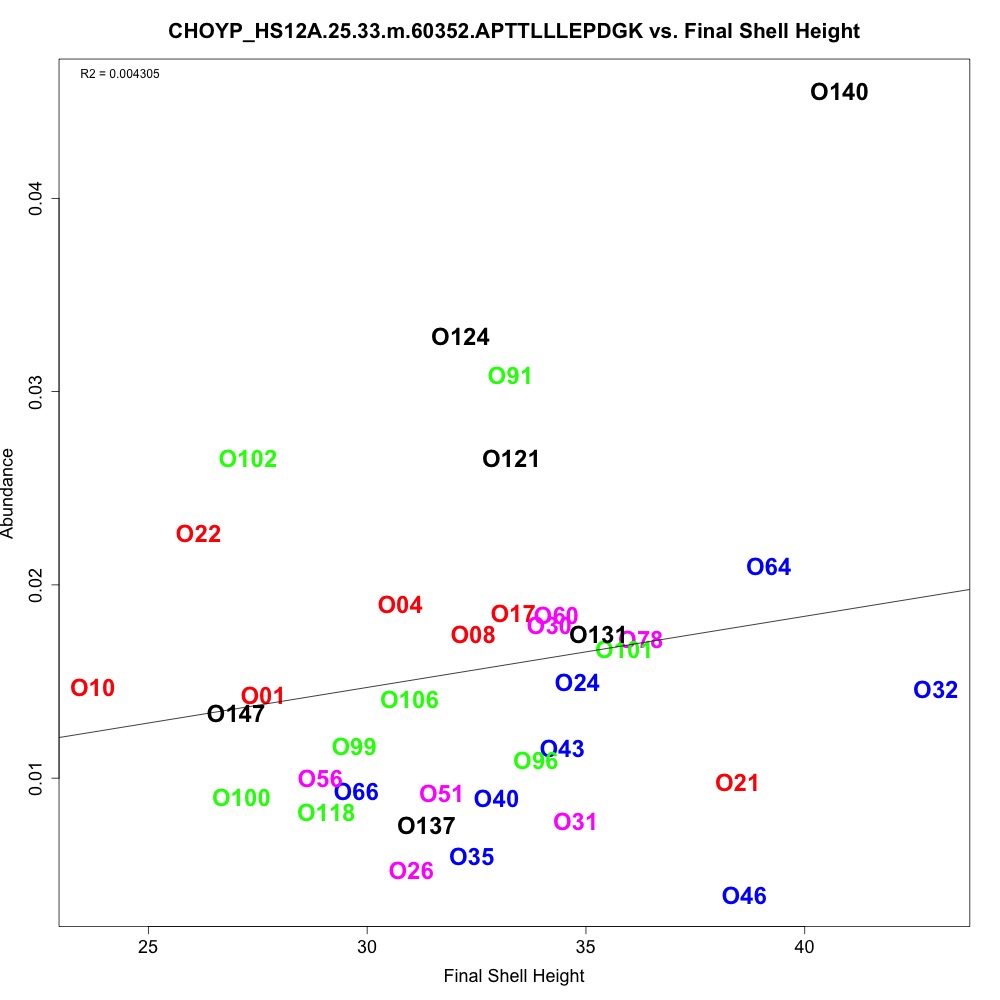 CHOYP_HS12A.25.33.m.60352.APTTLLLEPDGK vs. Final Shell Height
R2 = 0.004305
O140
0.04
O124
0.03
O91
O102
O121
Abundance
O22
O64
0.02
O04
O17
O60
O30
O08
O131
O78
O101
O24
O10
O32
O01
O106
O147
O99
O43
O96
O56
0.01
O21
O66
O51
O100
O40
O118
O31
O137
O35
O26
O46
25 30 35 40
Final Shell Height